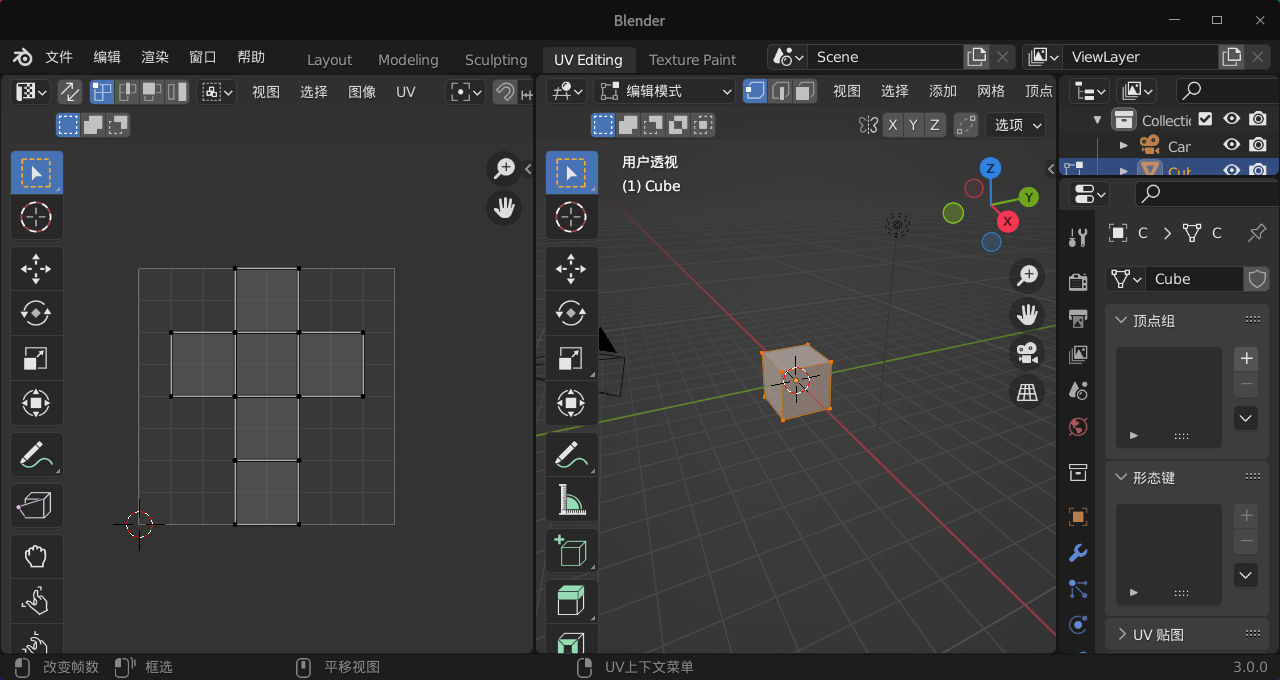 Blender
文件 编辑 渲染 窗口 帮助 Layout Modeling Sculpting UV Editing Texture Paint Scene ViewLayer
视图 选择 图像 UV
编辑模式 视图 选择 添加 网格 顶点
X Y Z 选项
用户透视
(1) Cube
Z
Y
X
Collectic
Car
Cub
C C
Cube
顶点组
形态键
UV 贴图
改变帧数 框选 平移视图 UV上下文菜单 3.0.0